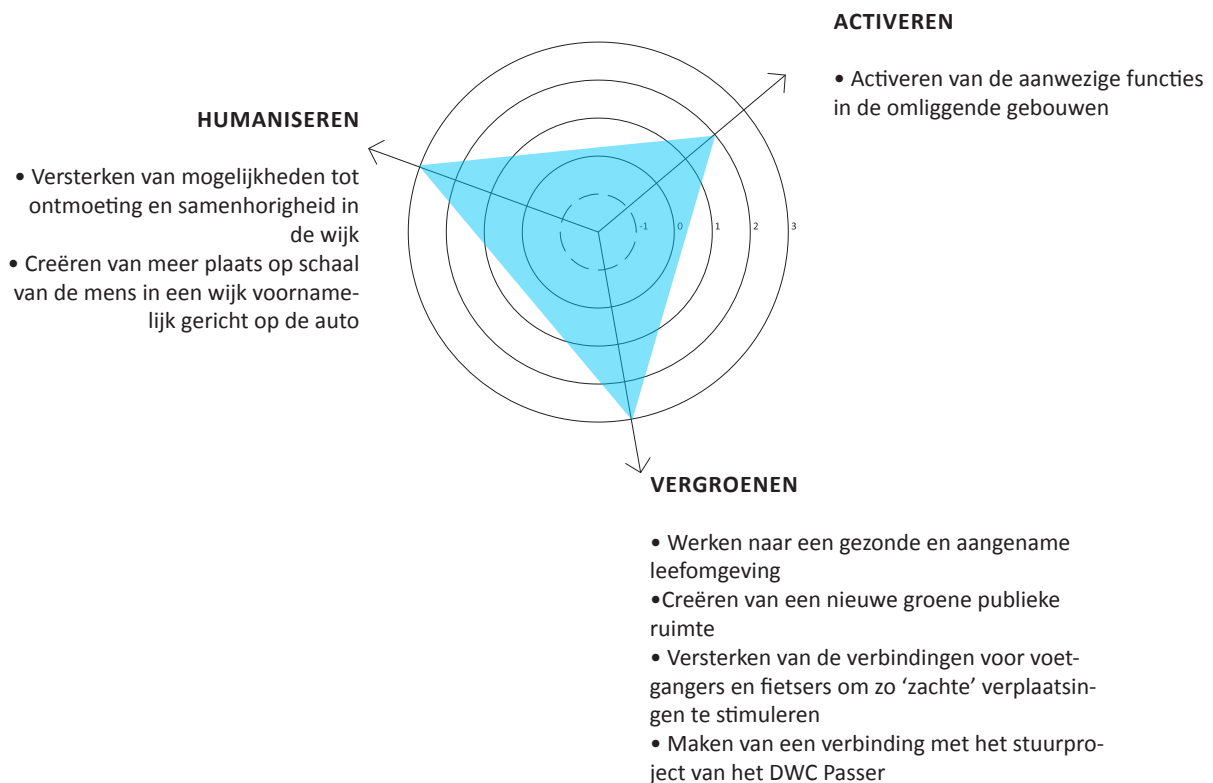 ACTIVEREN
• Activeren van de aanwezige functies
in de omliggende gebouwen
HUMANISEREN
• Versterken van mogelijkheden tot
ontmoeting en samenhorigheid in
de wijk
• Creëren van meer plaats op schaal
van de mens in een wijk voorname-
lijk gericht op de auto
-1 0 1 2 3
VERGROENEN
• Werken naar een gezonde en aangename
leefomgeving
•Creëren van een nieuwe groene publieke
ruimte
• Versterken van de verbindingen voor voet-
gangers en fietsers om zo ‘zachte’ verplaatsin-
gen te stimuleren
• Maken van een verbinding met het stuurpro-
ject van het DWC Passer